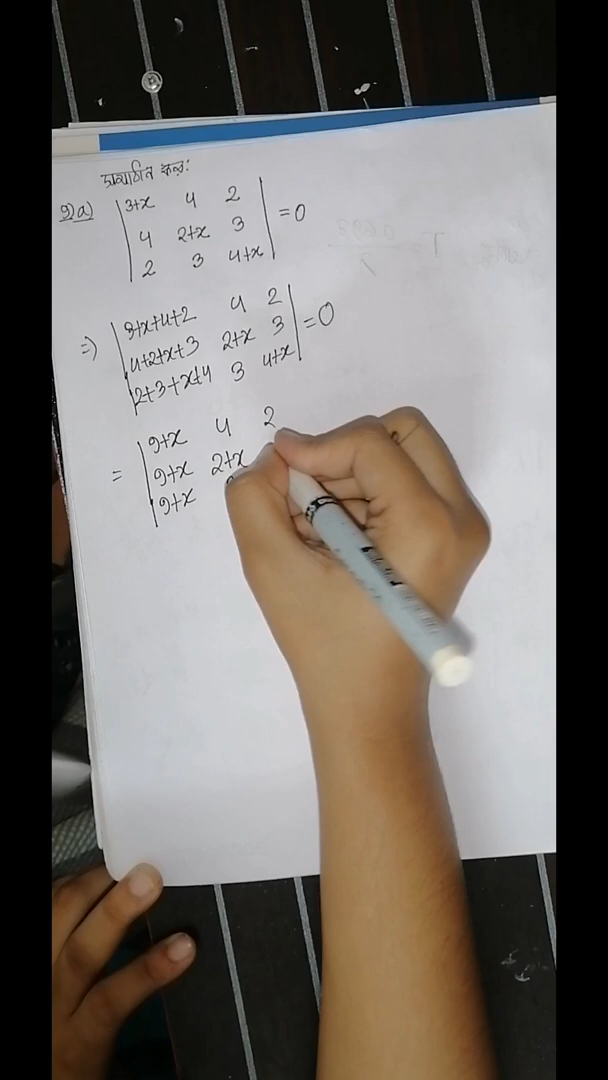 সমাধান কর:
9)a) | 3+x 4 2 |
| 4 2+x 3 | = 0
| 2 3 4+x |
=) | 3+x+4+2 4 2 |
| 4+2+x+3 2+x 3 | = 0
| 2+3+x+4 3 4+x |
= | 9+x 4 2
| 9+x 2+x
| 9+x